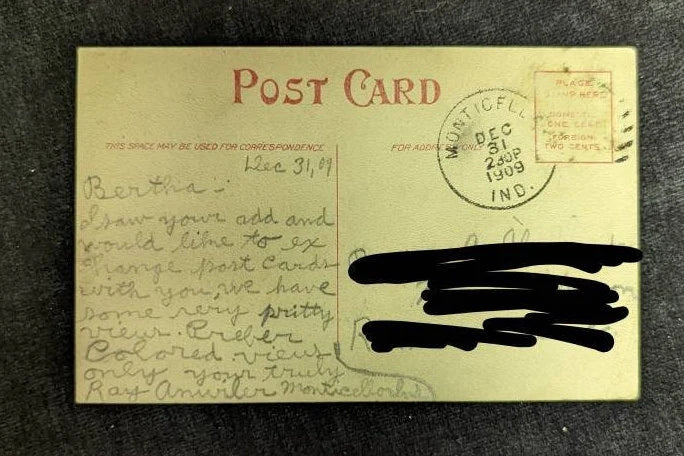 POST CARD
THIS SPACE MAY BE USED FOR CORRESPONDENCE
FOR ADDRESS ONLY
PLACE
STAMP HERE
DOMESTIC
ONE CENT
FOREIGN
TWO CENTS
MONTICELLO
DEC
31
230P
1909
IND.
Dec 31, 09
Bertha:-
I saw your add and
would like to ex
change post cards
with you, we have
some very pritty
views. Prefer
Colored views
only your truly
Ray Monticello Ind